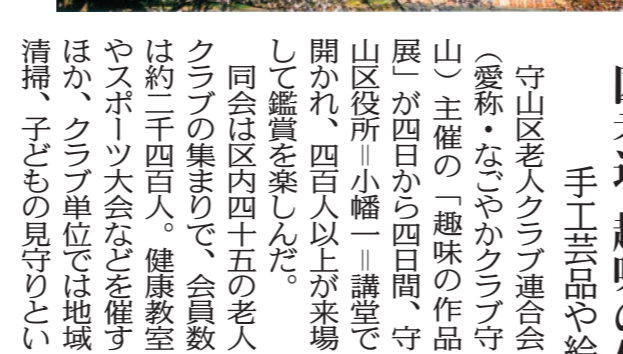 手工芸品や絵
守山区老人クラブ連合会
（愛称・なごやかクラブ守
山）主催の「趣味の作品
展」が四日から四日間、守
山区役所＝小幡一＝講堂で
開かれ、四百人以上が来場
して鑑賞を楽しんだ。
同会は区内四十五の老人
クラブの集まりで、会員数
は約二千四百人。健康教室
やスポーツ大会などを催す
ほか、クラブ単位では地域
清掃、子どもの見守りとい